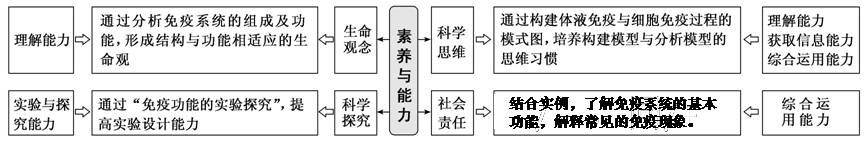 理解能力
通过分析免疫系统的组成及功
能，形成结构与功能相适应的生
命观
生命
观念
素养与能力
科学
思维
通过构建体液免疫与细胞免疫过程的
模式图，培养构建模型与分析模型的
思维习惯
理解能力
获取信息能力
综合运用能力
实验与探
究能力
通过“免疫功能的实验探究”，提
高实验设计能力
科学
探究
社会
责任
结合实例，了解免疫系统的基本
功能，解释常见的免疫现象。
综合运
用能力